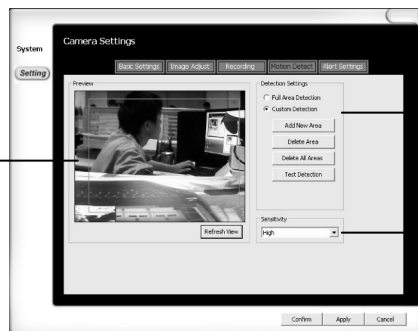 System
Setting
Camera Settings
Basic Settings
Image Adjust
Recording
Motion Detect
Alert Settings
Preview
Refresh View
Detection Settings
Full Area Detection
Custom Detection
Add New Area
Delete Area
Delete All Areas
Test Detection
Sensitivity
High
Confirm
Apply
Cancel